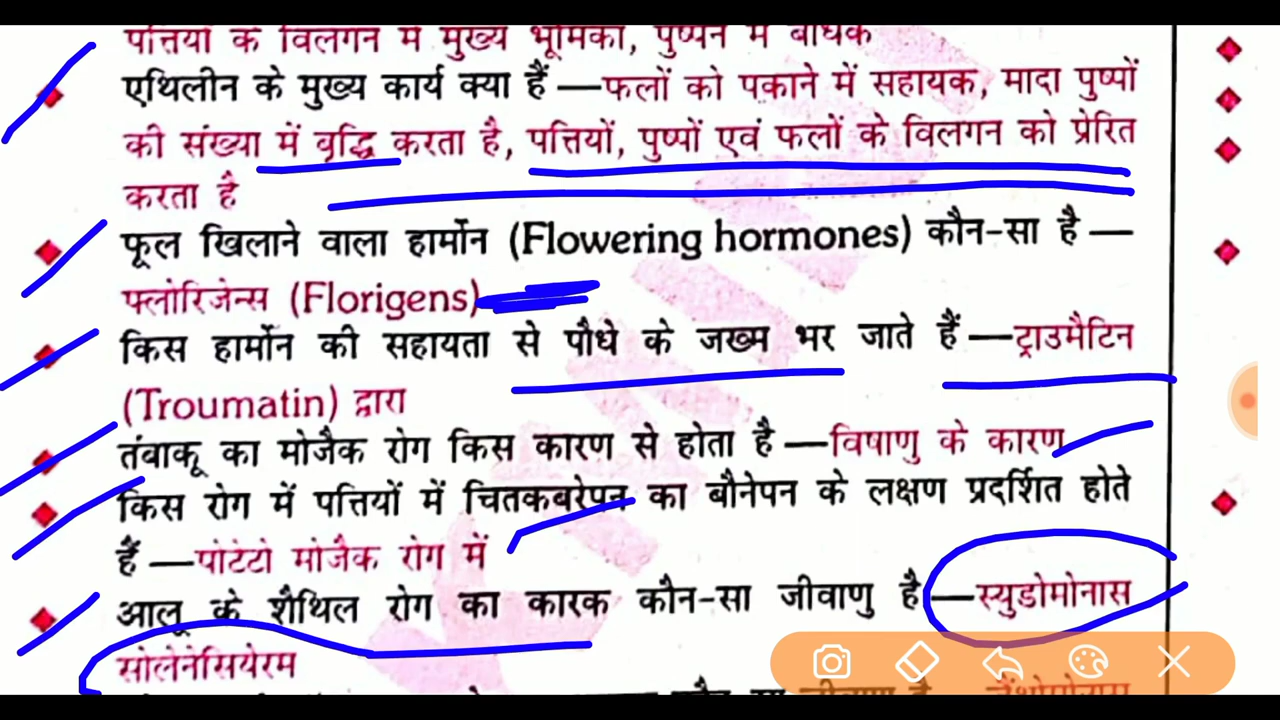 पत्तियों के विलगन में मुख्य भूमिका, पुष्पन में बाधक
एथिलीन के मुख्य कार्य क्या हैं —फलों को पकाने में सहायक, मादा पुष्पों
की संख्या में वृद्धि करता है, पत्तियों, पुष्पों एवं फलों के विलगन को प्रेरित
करता है
फूल खिलाने वाला हार्मोन (Flowering hormones) कौन-सा है —
फ्लोरिजेन्स (Florigens)
किस हार्मोन की सहायता से पौधे के जख्म भर जाते हैं —ट्राउमैटिन
(Troumatin) द्वारा
तंबाकू का मोजैक रोग किस कारण से होता है —विषाणु के कारण
किस रोग में पत्तियों में चितकबरेपन का बौनेपन के लक्षण प्रदर्शित होते
हैं —पोटेटो मोजैक रोग में
आलू के शैथिल रोग का कारक कौन-सा जीवाणु है —स्युडोमोनास
सोलेनेसियेरम